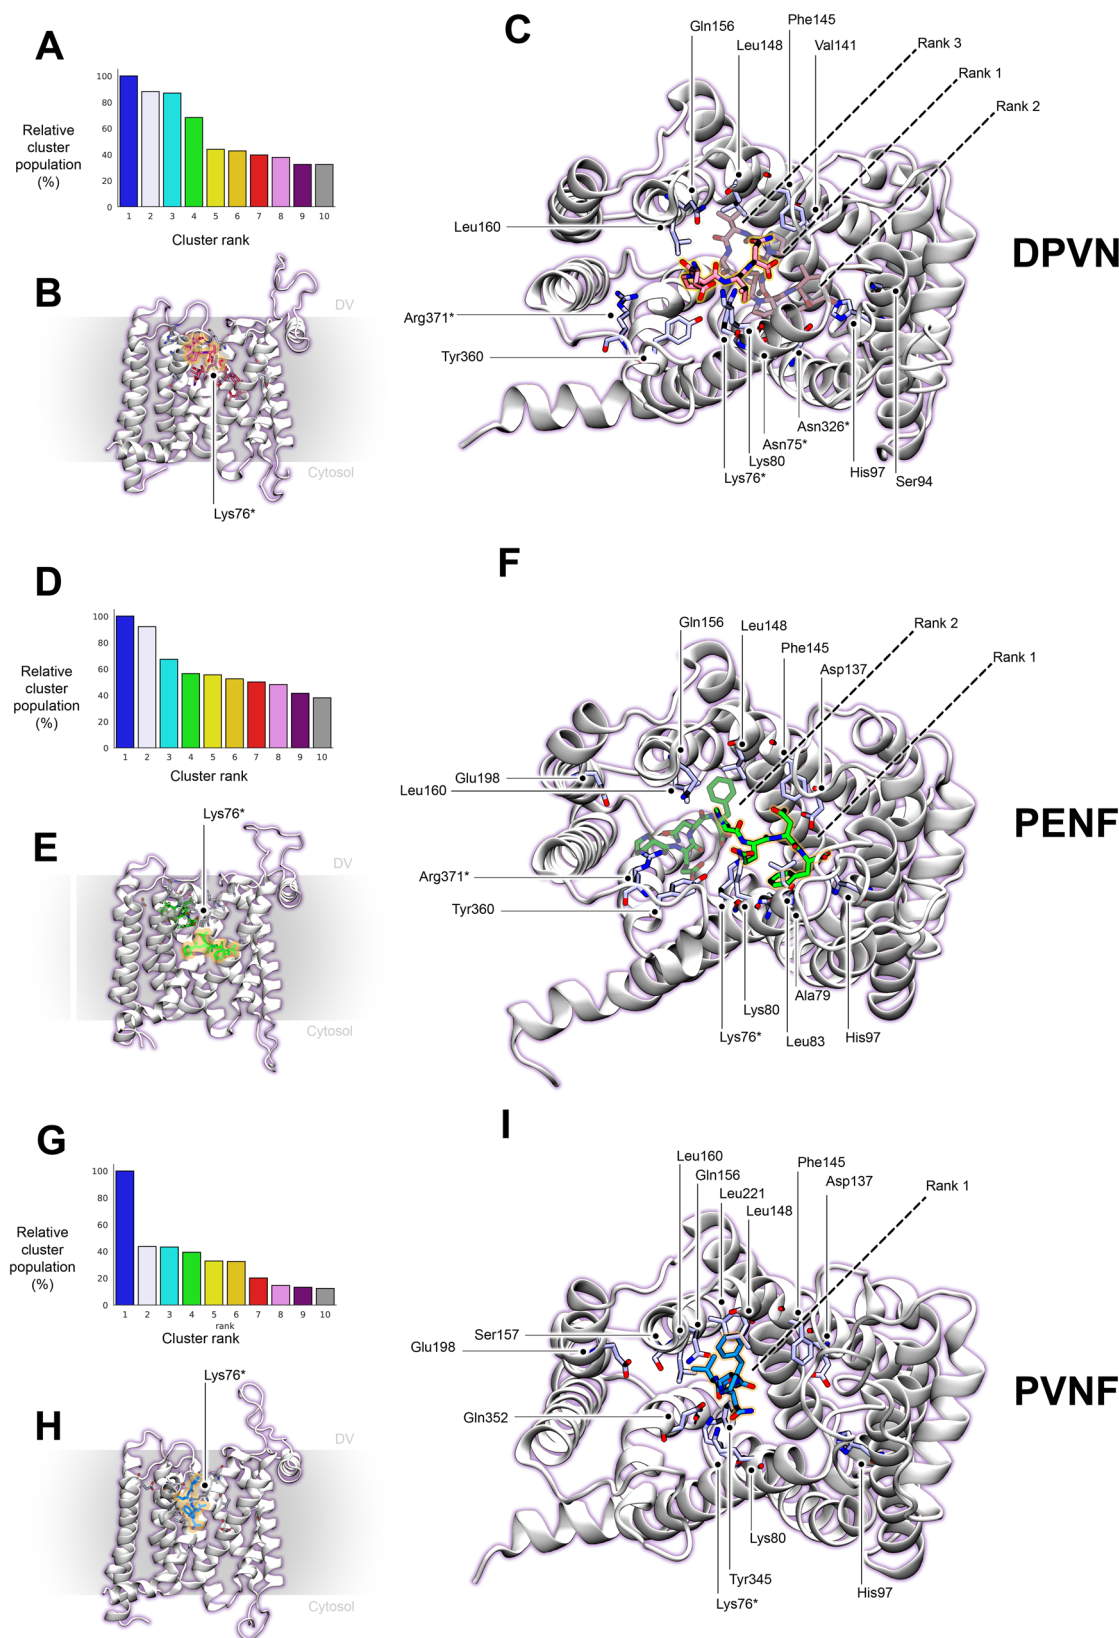 A
100
80
60
40
20
0
1 2 3 4 5 6 7 8 9 10
Relative
cluster
population
(%)
Cluster rank
B
DV
Cytosol
Lys76*
C
Gln156
Leu148
Phe145
Val141
Rank 3
Rank 1
Rank 2
Leu160
Arg371*
Tyr360
Lys76*
Lys80
Asn75*
Asn326*
His97
Ser94
DPVN
D
100
80
60
40
20
0
1 2 3 4 5 6 7 8 9 10
Relative
cluster
population
(%)
Cluster rank
E
Lys76*
DV
Cytosol
F
Gln156
Leu148
Phe145
Asp137
Rank 2
Rank 1
Glu198
Leu160
Arg371*
Tyr360
Lys76*
Lys80
Leu83
Ala79
His97
PENF
G
100
80
60
40
20
0
1 2 3 4 5 6 7 8 9 10
rank
Relative
cluster
population
(%)
Cluster rank
H
Lys76*
DV
Cytosol
I
Leu160
Gln156
Leu221
Leu148
Phe145
Asp137
Rank 1
Ser157
Glu198
Gln352
Lys80
Tyr345
Lys76*
His97
PVNF